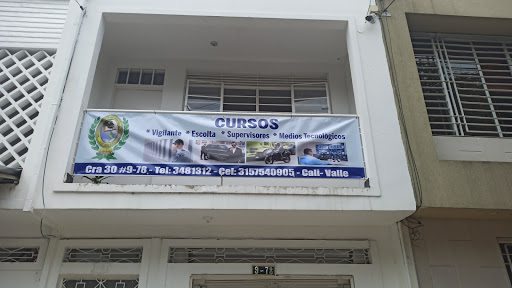 CURSOS
* Vigilante * Escolta * Supervisores * Medios Tecnológicos
Cra 30 #9-78 - Tel: 3481312 - Cel: 3157540905 - Cali- Valle
9-78